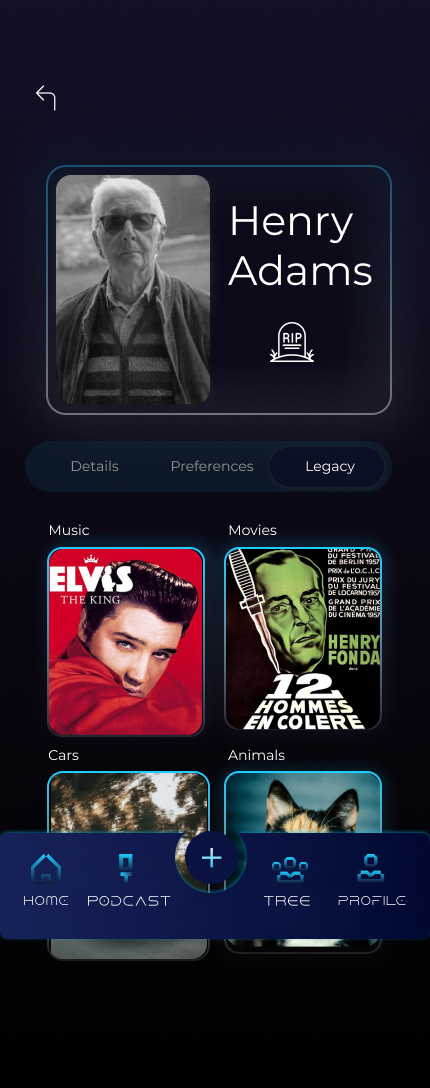 Henry
Adams
RIP
Details
Preferences
Legacy
Music
Movies
ELVIS
THE KING
GRAND PRIX
DU FESTIVAL
DE BERLIN 1957
PRIX de l'O.C.I.C
PRIX DU JURY
DU FESTIVAL
DE LOCARNO 1957
GRAND PRIX
DE L'ACADÉMIE
DU CINÉMA 1957
HENRY
FONDA
dans
12
HOMMES
EN COLÈRE
Cars
Animals
HOME
PODCAST
TREE
PROFILE